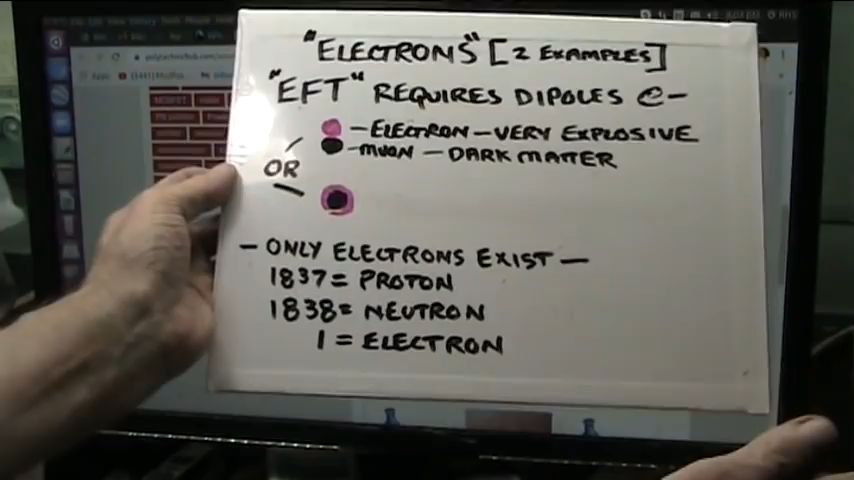 "ELECTRONS" [2 EXAMPLES]
"EFT" REQUIRES DIPOLES e-
— ELECTRON — VERY EXPLOSIVE
— MUON — DARK MATTER
OR
— ONLY ELECTRONS EXIST —
1837 = PROTON
1838 = NEUTRON
1 = ELECTRON